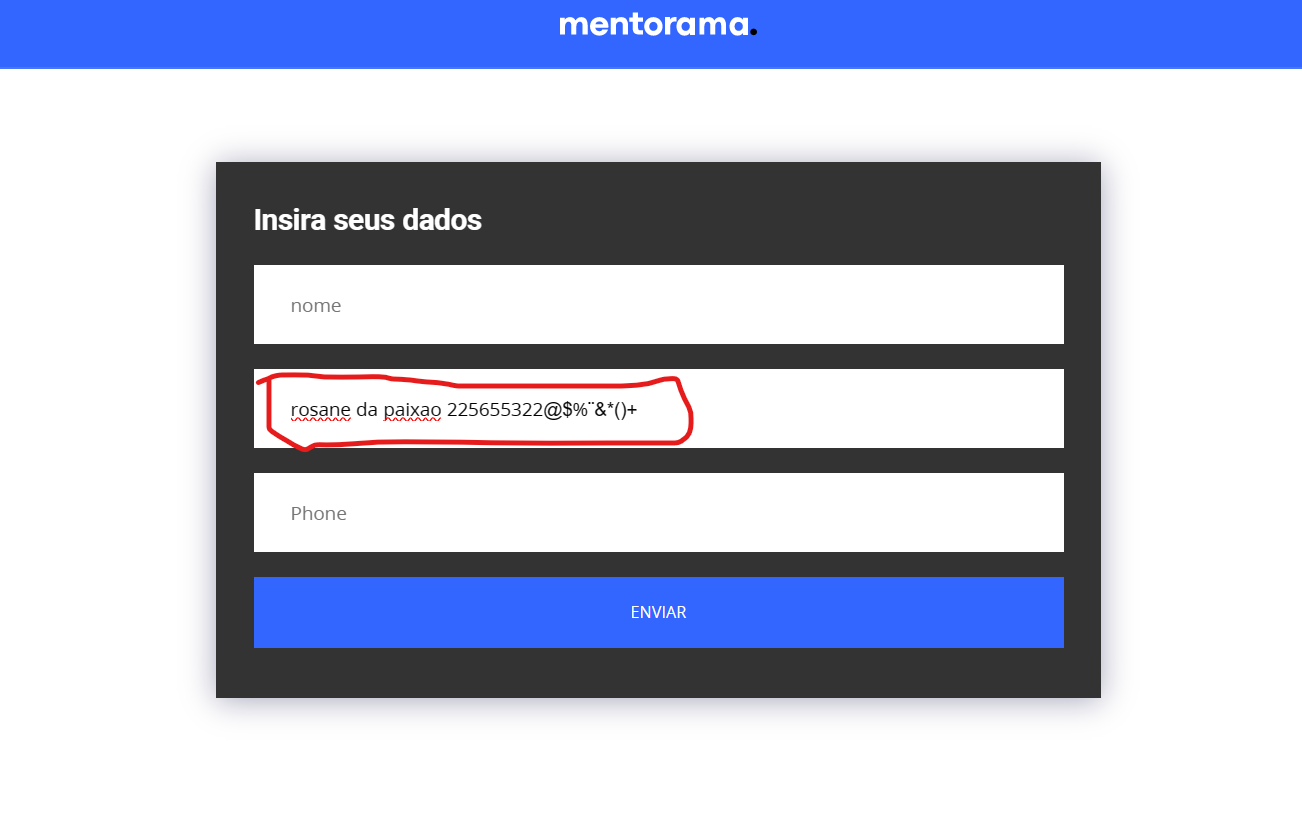 mentorama.
Insira seus dados
nome
rosane da paixao 225655322@$%¨&*()+
Phone
ENVIAR